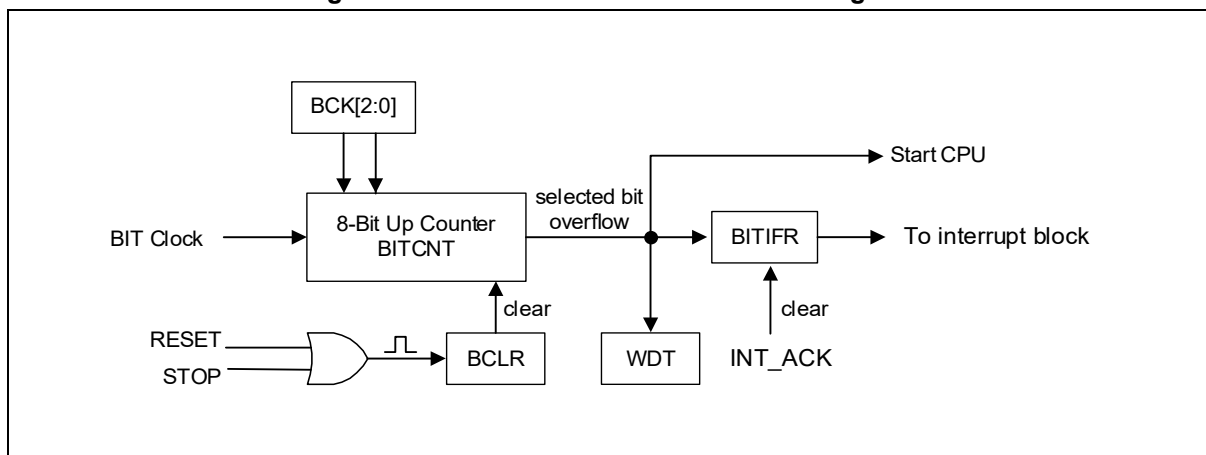 BCK[2:0]
Start CPU
selected bit
overflow
8-Bit Up Counter
BITCNT
BIT Clock
BITIFR
To interrupt block
clear
clear
RESET
STOP
BCLR
WDT
INT_ACK